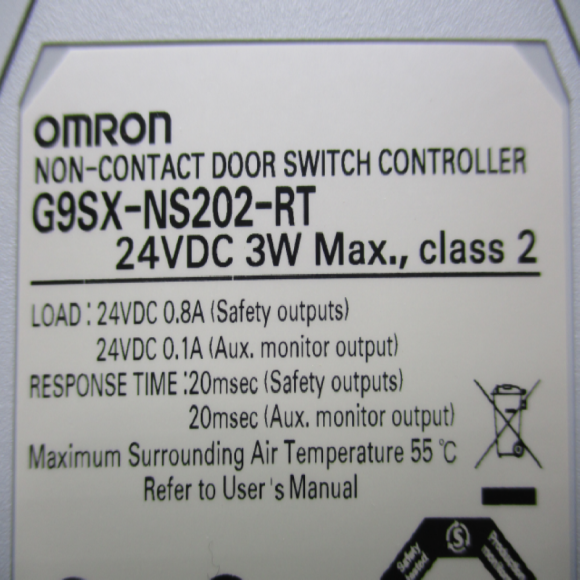 OMRON
NON-CONTACT DOOR SWITCH CONTROLLER
G9SX-NS202-RT
24VDC 3W Max., class 2
LOAD : 24VDC 0.8A (Safety outputs)
24VDC 0.1A (Aux. monitor output)
RESPONSE TIME :20msec (Safety outputs)
20msec (Aux. monitor output)
Maximum Surrounding Air Temperature 55 ℃
Refer to User's Manual
Safety